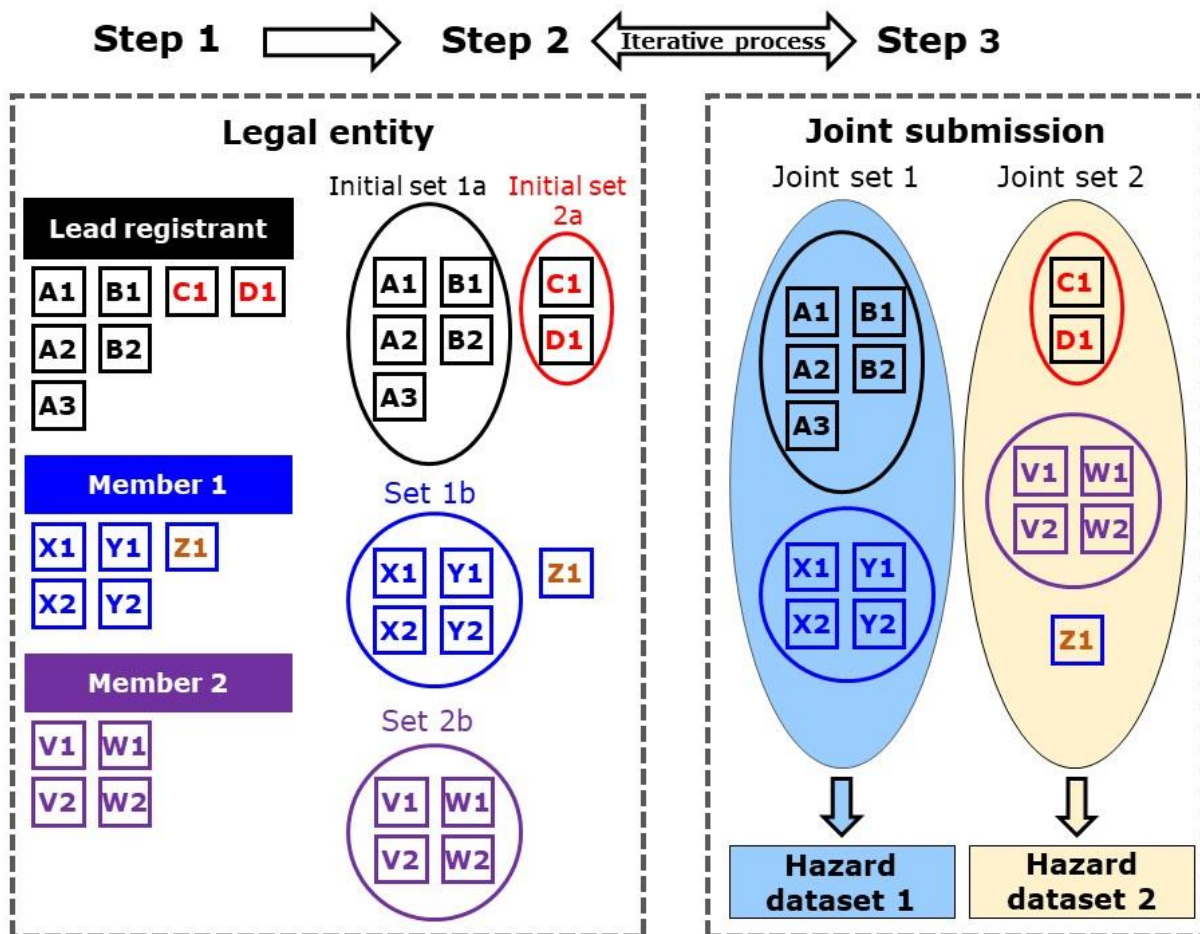 Step 1
Step 2
Iterative process
Step 3
Legal entity
Initial set 1a
Initial set
2a
Lead registrant
A1 B1 C1 D1
A2 B2
A3
A1 B1
A2 B2
A3
C1
D1
Member 1
X1 Y1 Z1
X2 Y2
Set 1b
X1 Y1
X2 Y2
Z1
Member 2
V1 W1
V2 W2
Set 2b
V1 W1
V2 W2
Joint submission
Joint set 1
A1 B1
A2 B2
A3
X1 Y1
X2 Y2
Hazard
dataset 1
Joint set 2
C1
D1
V1 W1
V2 W2
Z1
Hazard
dataset 2